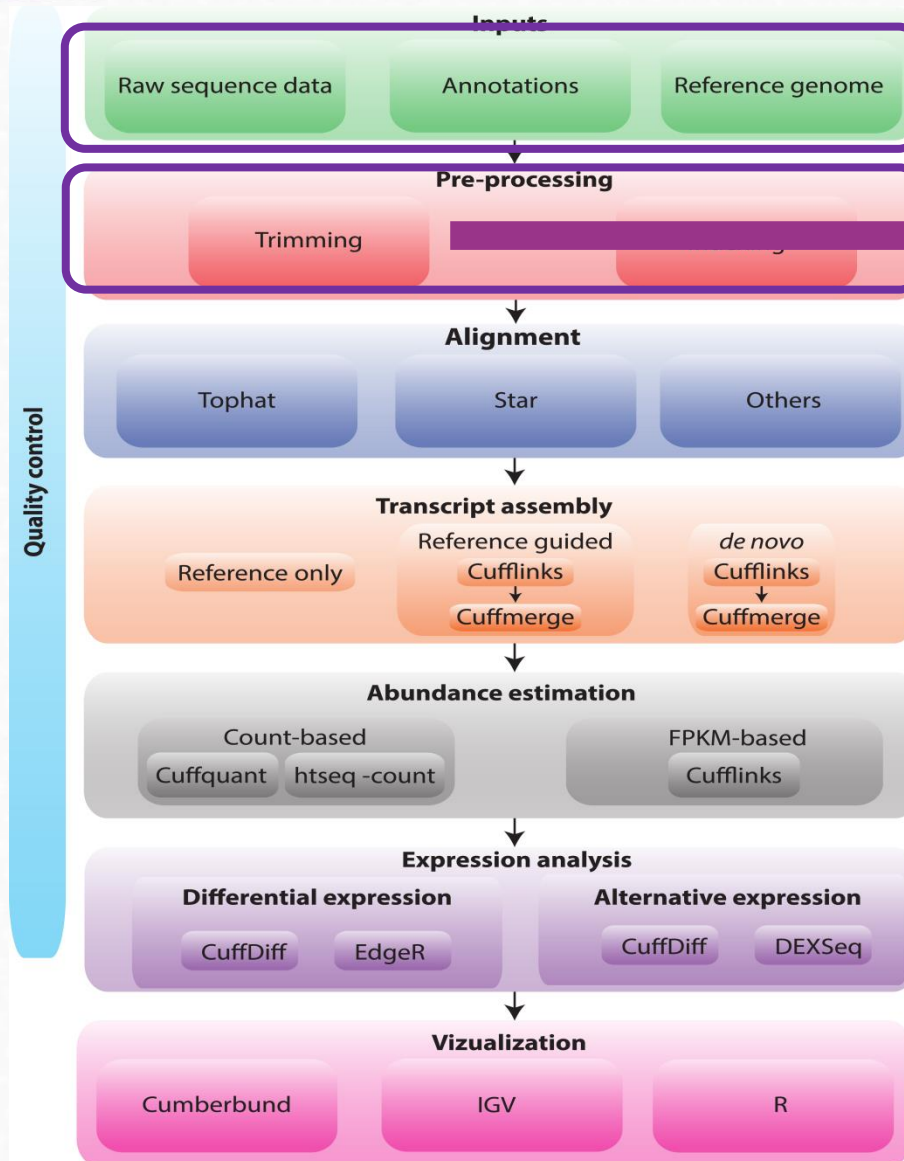 Inputs
Raw sequence data Annotations Reference genome
Pre-processing
Trimming
Alignment
Tophat Star Others
Transcript assembly
Reference only
Reference guided
Cufflinks
Cuffmerge
de novo
Cufflinks
Cuffmerge
Abundance estimation
Count-based
Cuffquant htseq -count
FPKM-based
Cufflinks
Expression analysis
Differential expression
CuffDiff EdgeR
Alternative expression
CuffDiff DEXSeq
Vizualization
Cumberbund IGV R
Quality control